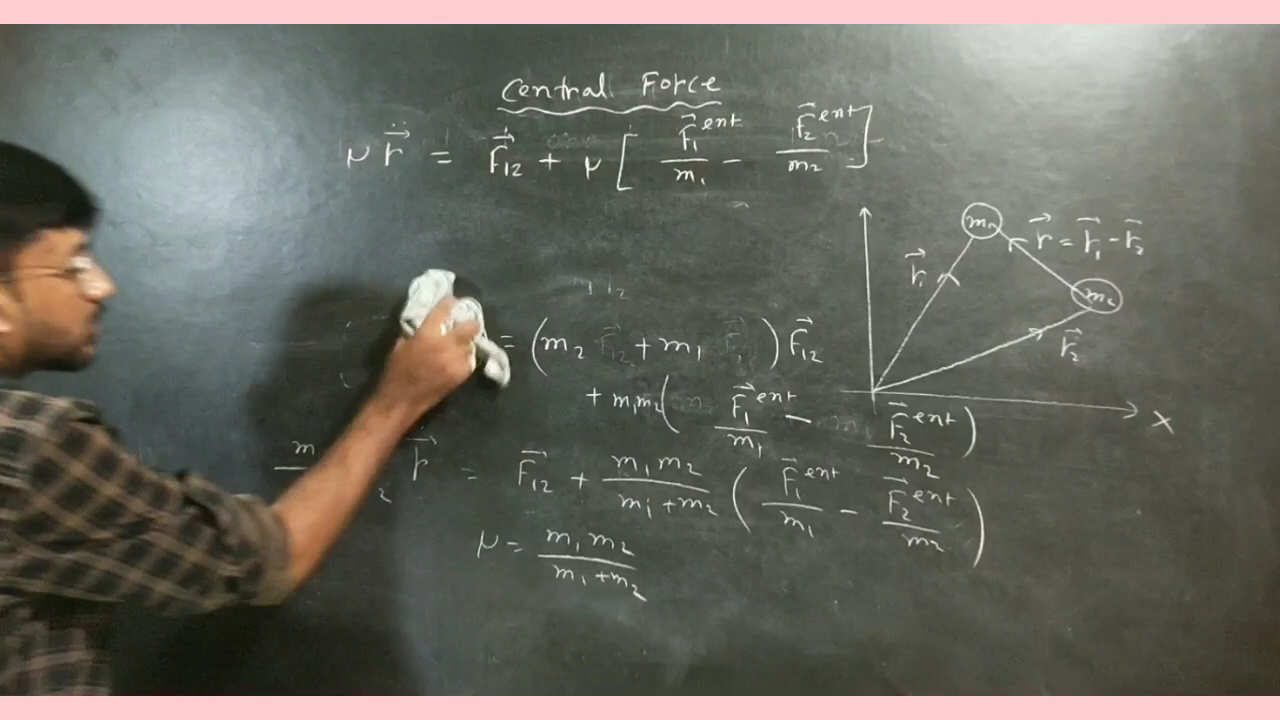 Central Force
μ r̈⃗ = F⃗₁₂ + μ [ F⃗₁ᵉⁿᵗ/m₁ − F⃗₂ᵉⁿᵗ/m₂ ]
m₁
r⃗ = r⃗₁ - r⃗₂
r⃗₁
m₂
r⃗₂
X
= (m₂ + m₁) F⃗₁₂
+ m₁m₂ ( F⃗₁ᵉⁿᵗ/m₁ − F⃗₂ᵉⁿᵗ/m₂ )
m
₂ r̈⃗ = F⃗₁₂ + m₁m₂/(m₁+m₂) ( F⃗₁ᵉⁿᵗ/m₁ − F⃗₂ᵉⁿᵗ/m₂ )
μ = m₁m₂/(m₁+m₂)